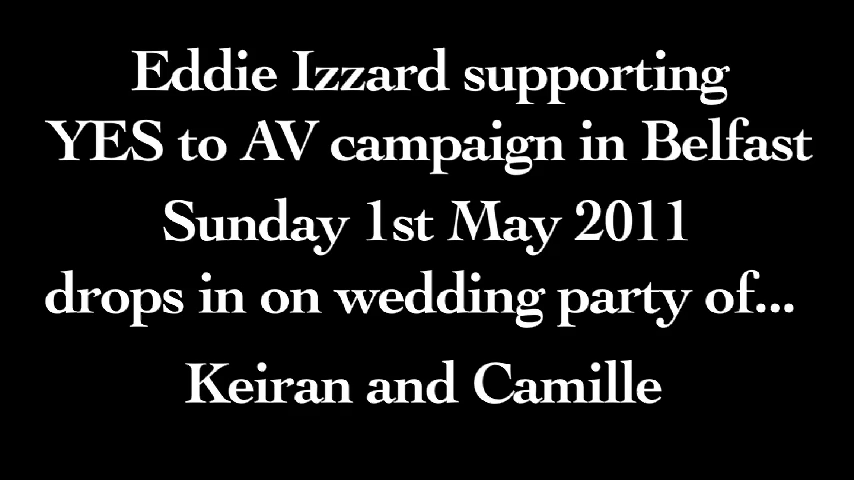 Eddie Izzard supporting
YES to AV campaign in Belfast
Sunday 1st May 2011
drops in on wedding party of...
Keiran and Camille